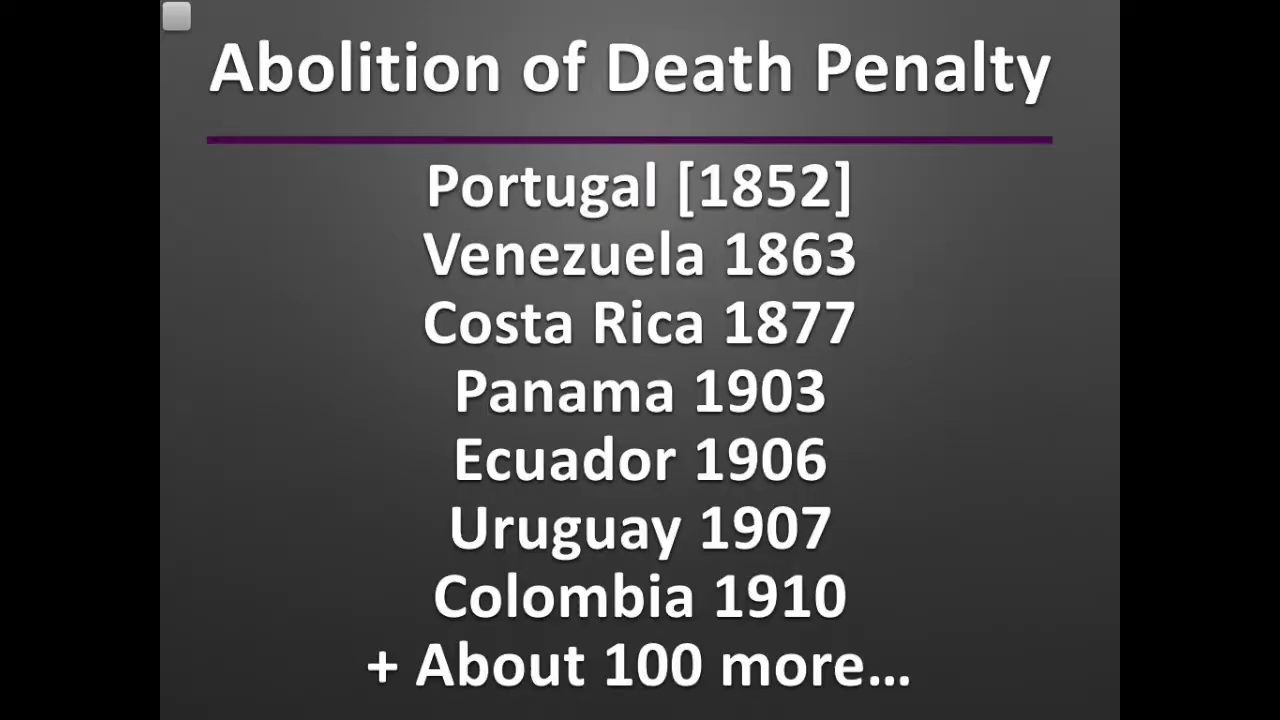 Abolition of Death Penalty
Portugal [1852]
Venezuela 1863
Costa Rica 1877
Panama 1903
Ecuador 1906
Uruguay 1907
Colombia 1910
+ About 100 more...